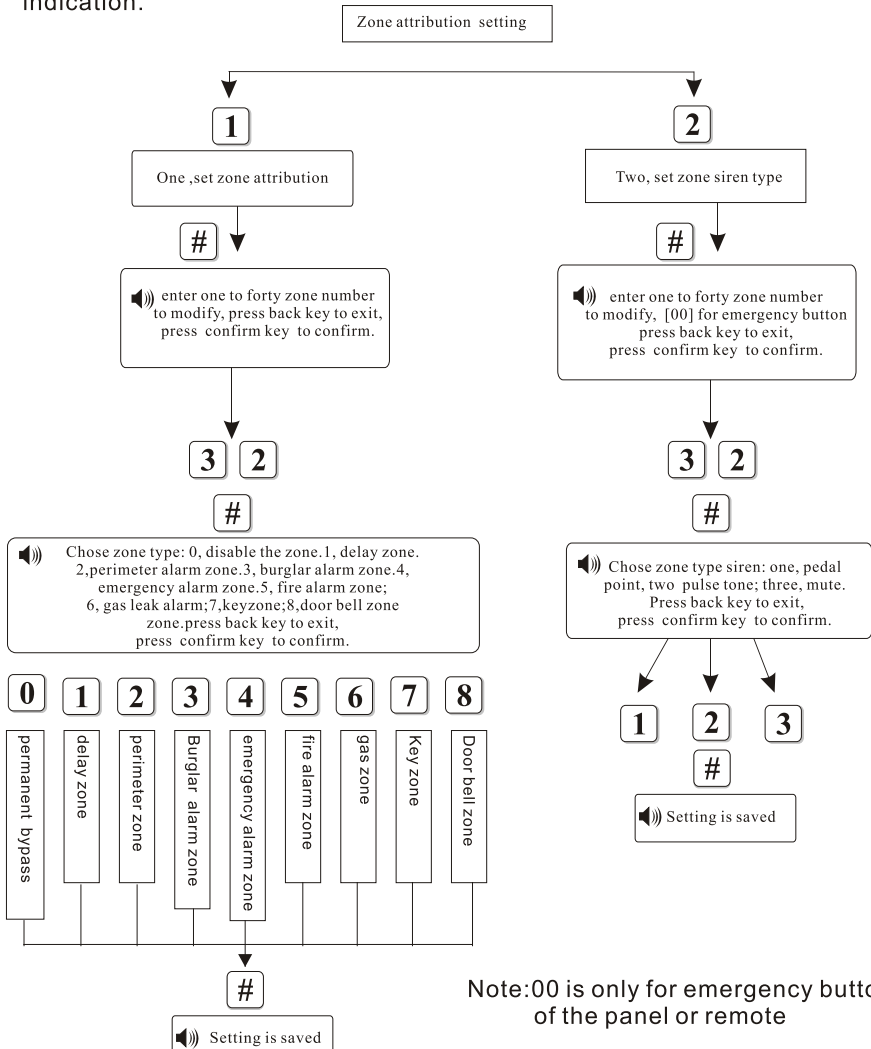 indication.
Zone attribution setting
1
2
One ,set zone attribution
Two, set zone siren type
#
#
enter one to forty zone number
to modify, press back key to exit,
press confirm key to confirm.
enter one to forty zone number
to modify, [00] for emergency button
press back key to exit,
press confirm key to confirm.
3 2
3 2
#
#
Chose zone type: 0, disable the zone.1, delay zone.
2,perimeter alarm zone.3, burglar alarm zone.4,
emergency alarm zone.5, fire alarm zone;
6, gas leak alarm;7,keyzone;8,door bell zone
zone.press back key to exit,
press confirm key to confirm.
Chose zone type siren: one, pedal
point, two pulse tone; three, mute.
Press back key to exit,
press confirm key to confirm.
0 1 2 3 4 5 6 7 8
permanent bypass
delay zone
perimeter zone
Burglar alarm zone
emergency alarm zone
fire alarm zone
gas zone
Key zone
Door bell zone
1 2 3
#
Setting is saved
#
Setting is saved
Note:00 is only for emergency butto
of the panel or remote